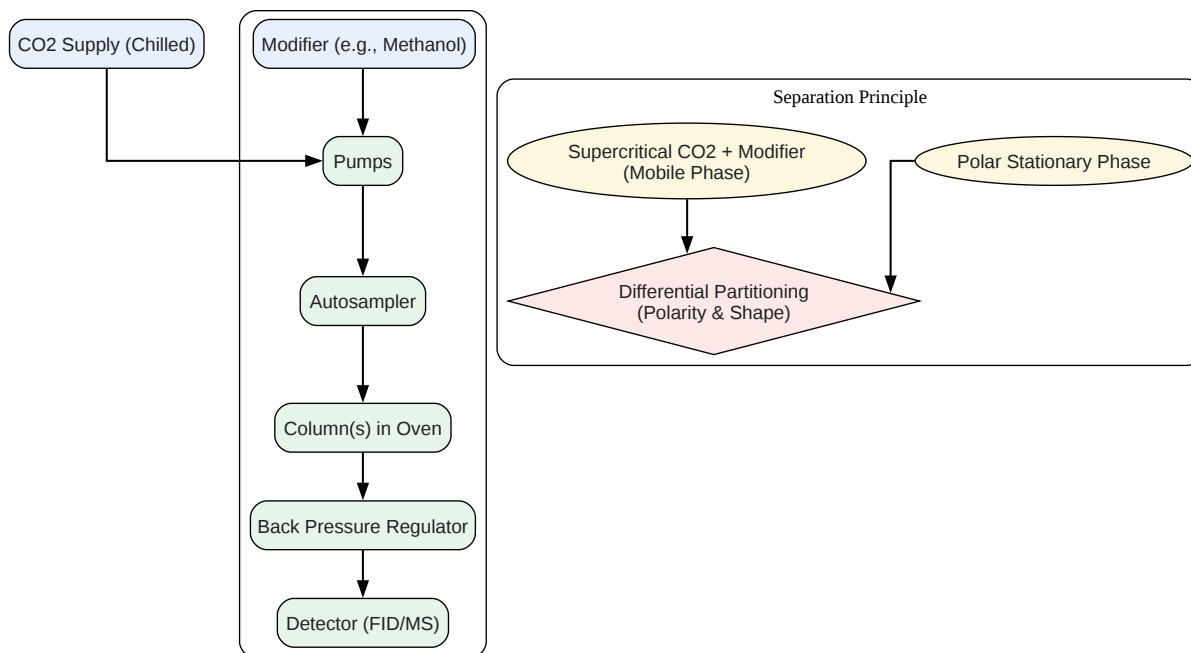 CO2 Supply (Chilled)
Modifier (e.g., Methanol)
Pumps
Autosampler
Column(s) in Oven
Back Pressure Regulator
Detector (FID/MS)
Separation Principle
Supercritical CO2 + Modifier
(Mobile Phase)
Polar Stationary Phase
Differential Partitioning
(Polarity & Shape)